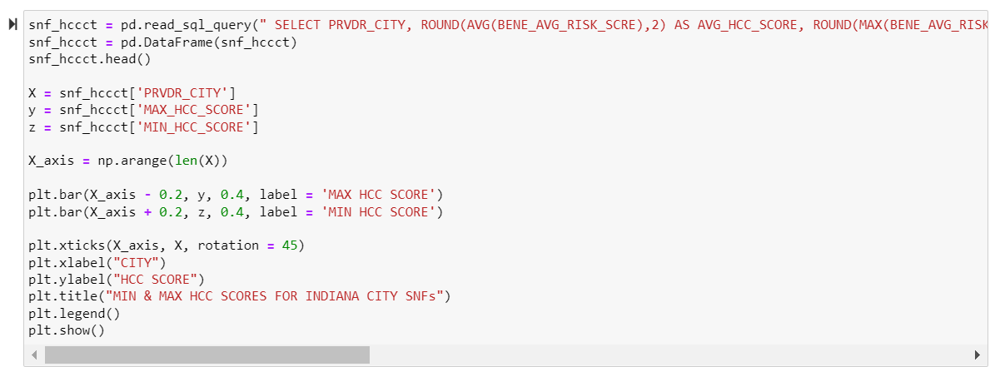 snf_hccct = pd.read_sql_query(" SELECT PRVDR_CITY, ROUND(AVG(BENE_AVG_RISK_SCRE),2) AS AVG_HCC_SCORE, ROUND(MAX(BENE_AVG_RISK
snf_hccct = pd.DataFrame(snf_hccct)
snf_hccct.head()
X = snf_hccct['PRVDR_CITY']
y = snf_hccct['MAX_HCC_SCORE']
z = snf_hccct['MIN_HCC_SCORE']
X_axis = np.arange(len(X))
plt.bar(X_axis - 0.2, y, 0.4, label = 'MAX HCC SCORE')
plt.bar(X_axis + 0.2, z, 0.4, label = 'MIN HCC SCORE')
plt.xticks(X_axis, X, rotation = 45)
plt.xlabel("CITY")
plt.ylabel("HCC SCORE")
plt.title("MIN & MAX HCC SCORES FOR INDIANA CITY SNFs")
plt.legend()
plt.show()